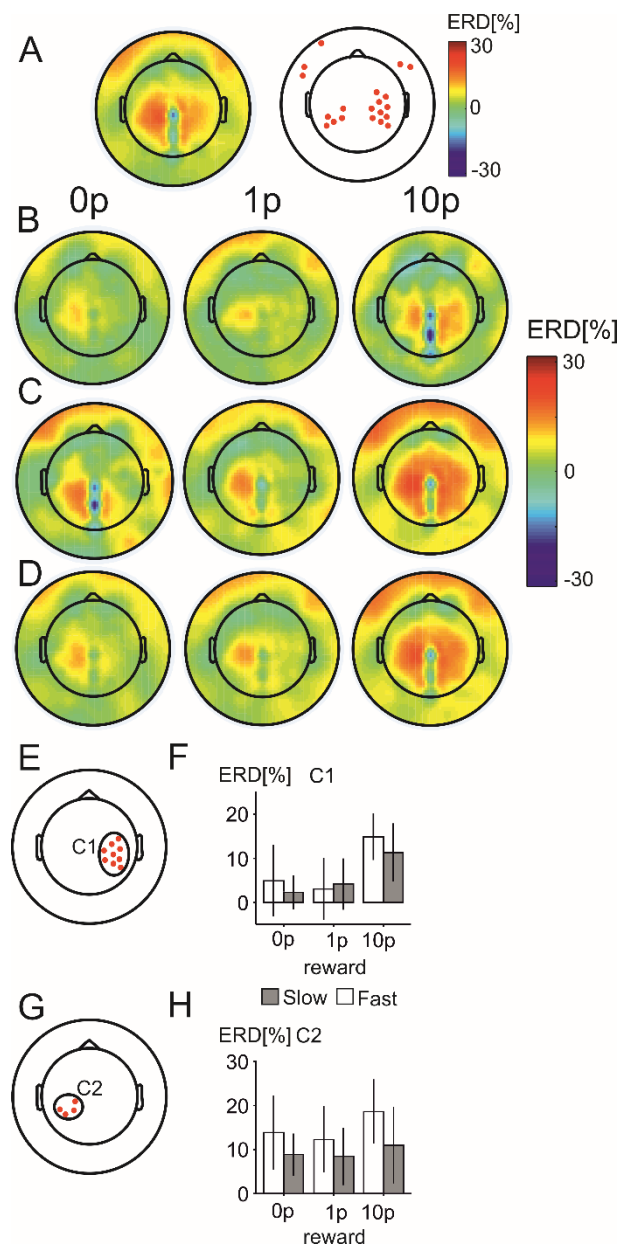 A
ERD[%]
30
0
-30
0p 1p 10p
B
ERD[%]
30
0
-30
C
D
E
C1
F
ERD[%] C1
20
10
0
0p 1p 10p
reward
Slow Fast
G
C2
H
ERD[%] C2
30
20
10
0
0p 1p 10p
reward